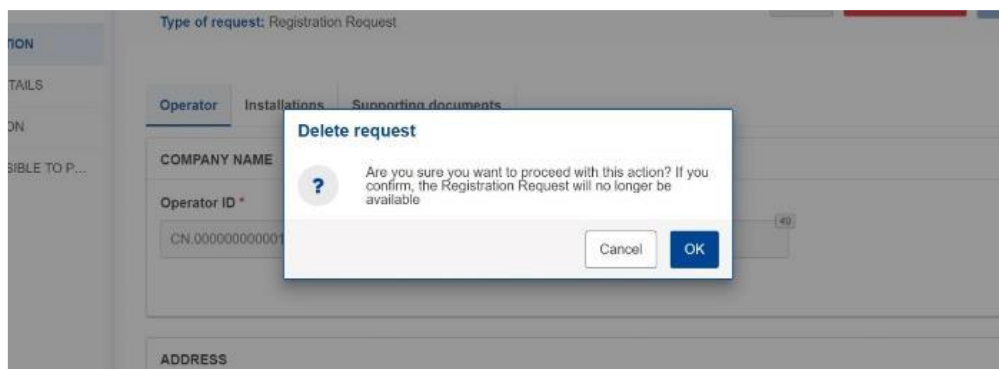 Type of request: Registration Request
TION
TAILS
ON
SIBLE TO P...
Operator Installations Supporting documents
Delete request
COMPANY NAME
Are you sure you want to proceed with this action? If you
confirm, the Registration Request will no longer be
available
?
Operator ID *
CN.000000000001
49
Cancel OK
ADDRESS